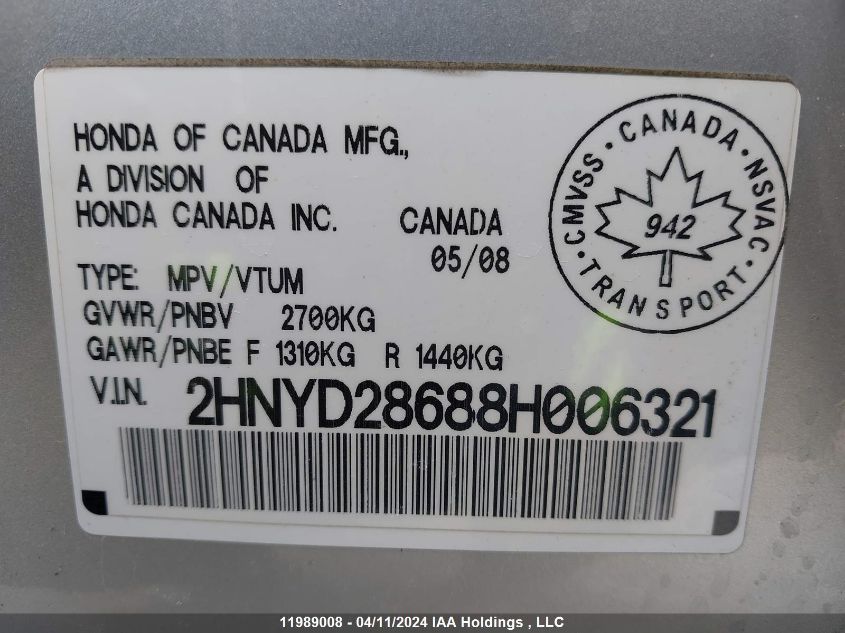 HONDA OF CANADA MFG.,
A DIVISION OF
HONDA CANADA INC. CANADA
05/08
TYPE: MPV/VTUM
GVWR/PNBV 2700KG
GAWR/PNBE F 1310KG R 1440KG
V.I.N. 2HNYD28688H006321
CMVSS · CANADA · NSVAC · TRANSPORT ·
942
11989008 - 04/11/2024 IAA Holdings , LLC